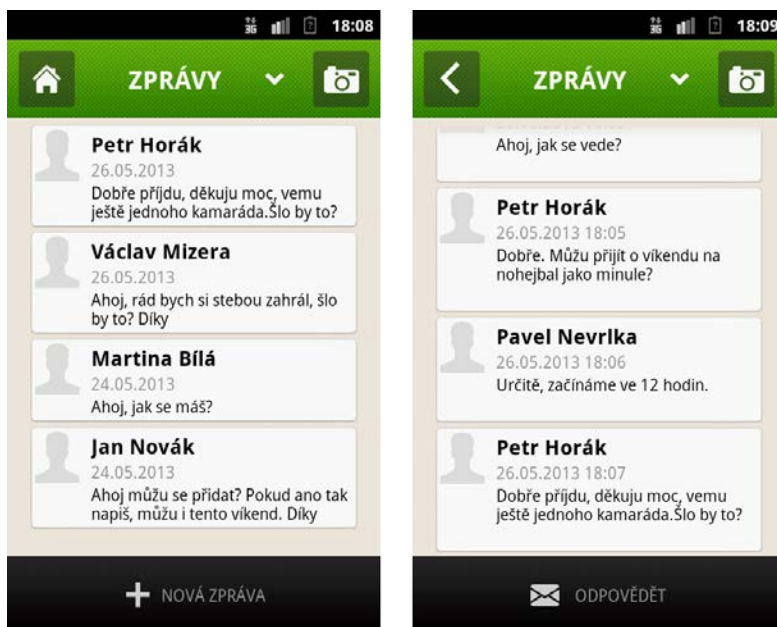 3G 18:08
ZPRÁVY
Petr Horák
26.05.2013
Dobře příjdu, děkuju moc, vemu
ještě jednoho kamaráda.Šlo by to?
Václav Mizera
26.05.2013
Ahoj, rád bych si stebou zahrál, šlo
by to? Díky
Martina Bílá
24.05.2013
Ahoj, jak se máš?
Jan Novák
24.05.2013
Ahoj můžu se přidat? Pokud ano tak
napiš, můžu i tento víkend. Díky
NOVÁ ZPRÁVA
3G 18:09
ZPRÁVY
Ahoj, jak se vede?
Petr Horák
26.05.2013 18:05
Dobře. Můžu přijít o víkendu na
nohejbal jako minule?
Pavel Nevrlka
26.05.2013 18:06
Určitě, začínáme ve 12 hodin.
Petr Horák
26.05.2013 18:07
Dobře příjdu, děkuju moc, vemu
ještě jednoho kamaráda.Šlo by to?
ODPOVĚDĚT